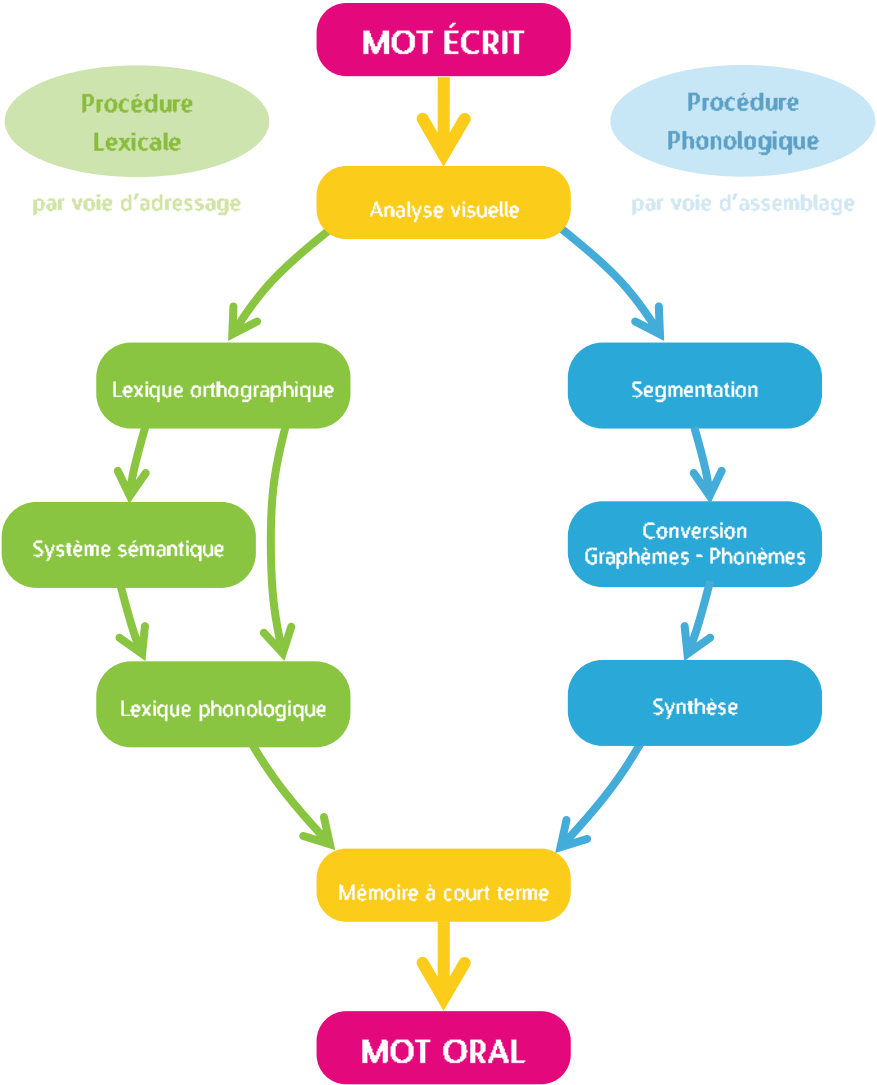 MOT ÉCRIT
Procédure
Lexicale
par voie d'adressage
Procédure
Phonologique
par voie d'assemblage
Analyse visuelle
Lexique orthographique
Segmentation
Système sémantique
Conversion
Graphèmes - Phonèmes
Lexique phonologique
Synthèse
Mémoire à court terme
MOT ORAL